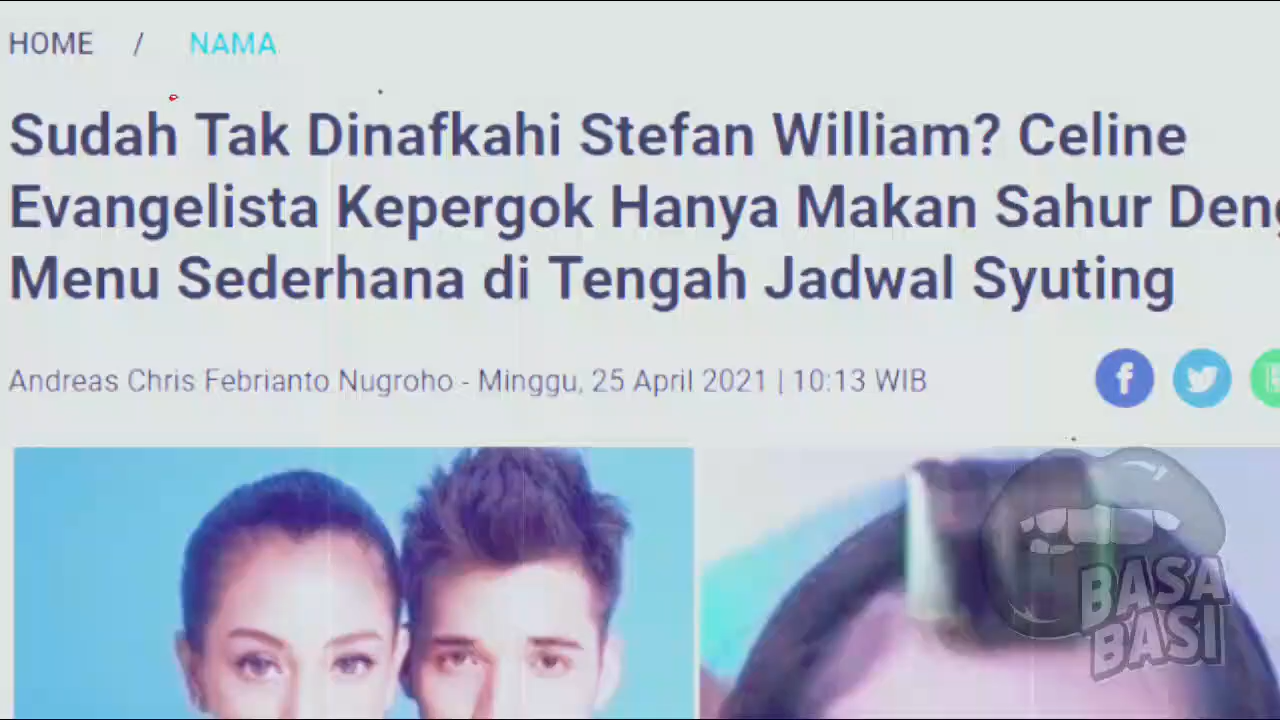 HOME / NAMA
Sudah Tak Dinafkahi Stefan William? Celine
Evangelista Kepergok Hanya Makan Sahur Deng
Menu Sederhana di Tengah Jadwal Syuting
Andreas Chris Febrianto Nugroho - Minggu, 25 April 2021 | 10:13 WIB
BASA
BASI